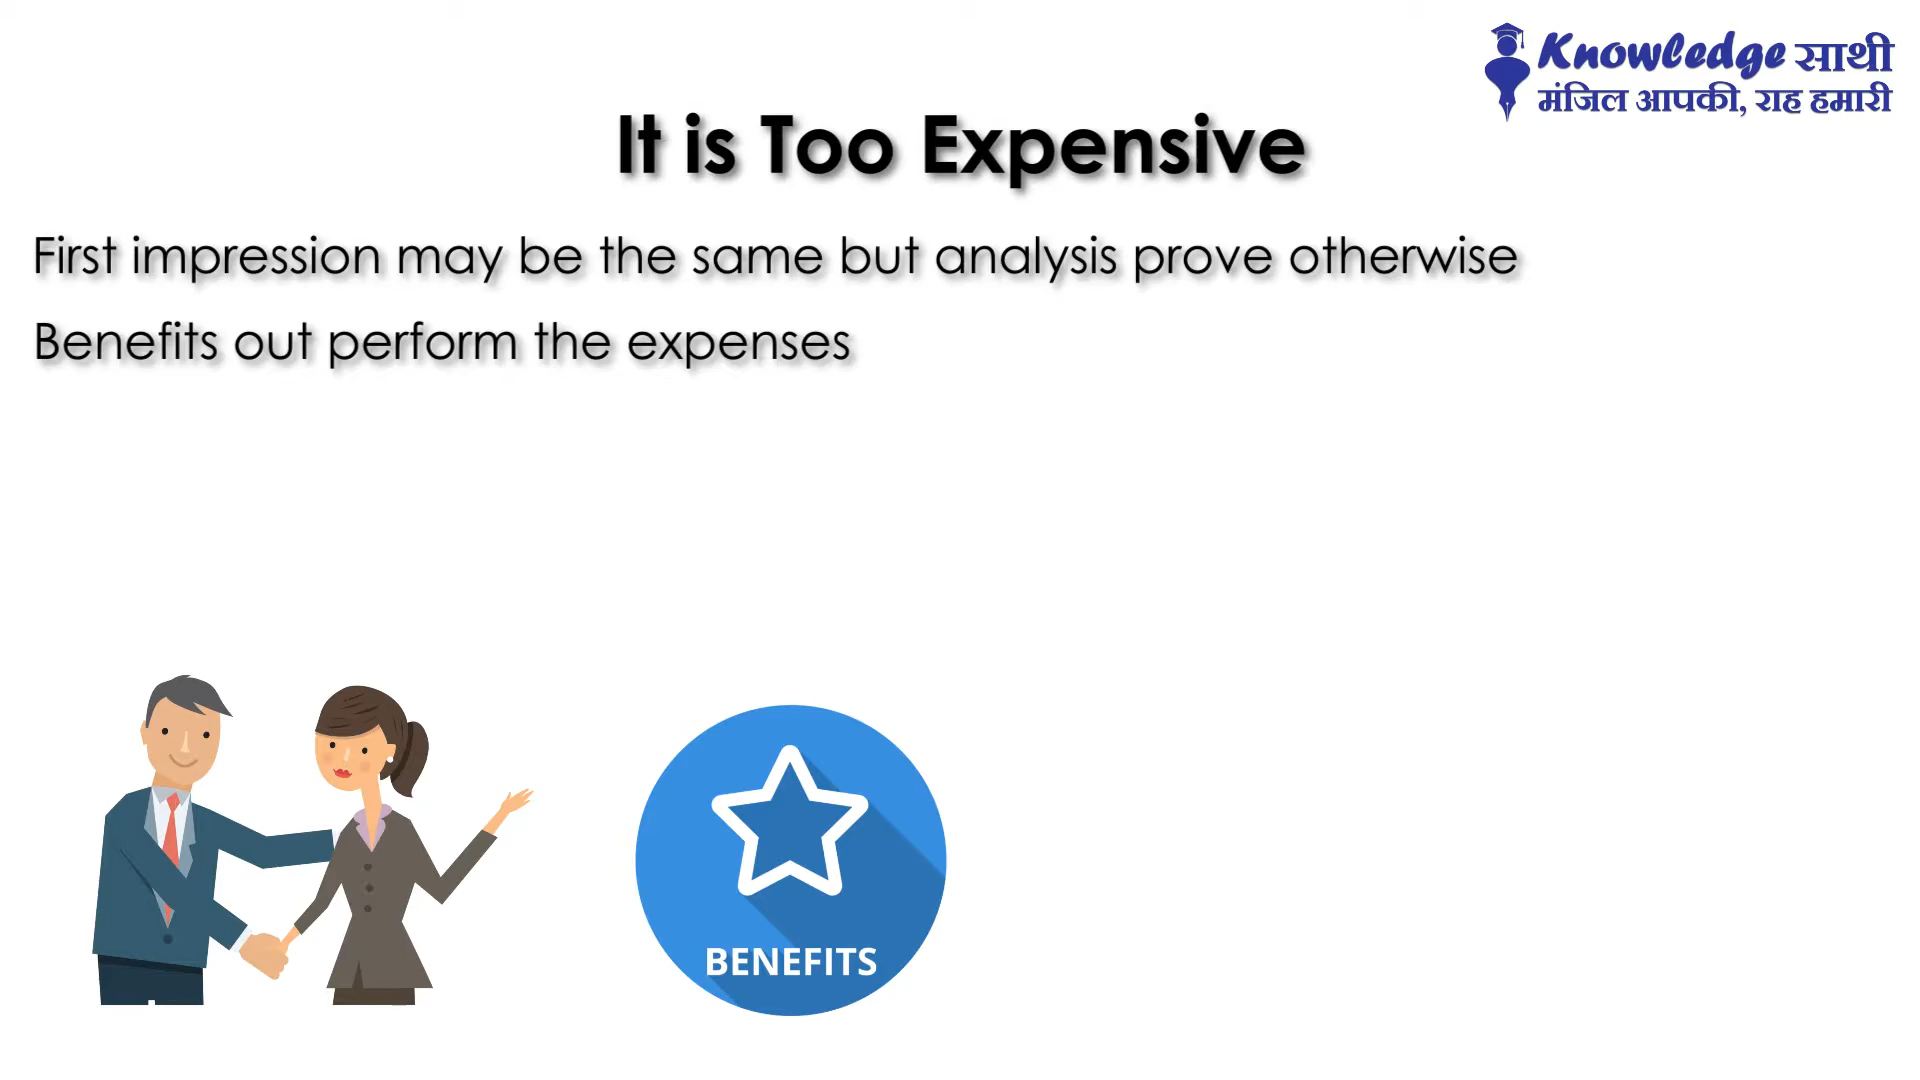 Knowledge साथी
मंजिल आपकी, राह हमारी
It is Too Expensive
First impression may be the same but analysis prove otherwise
Benefits out perform the expenses
BENEFITS